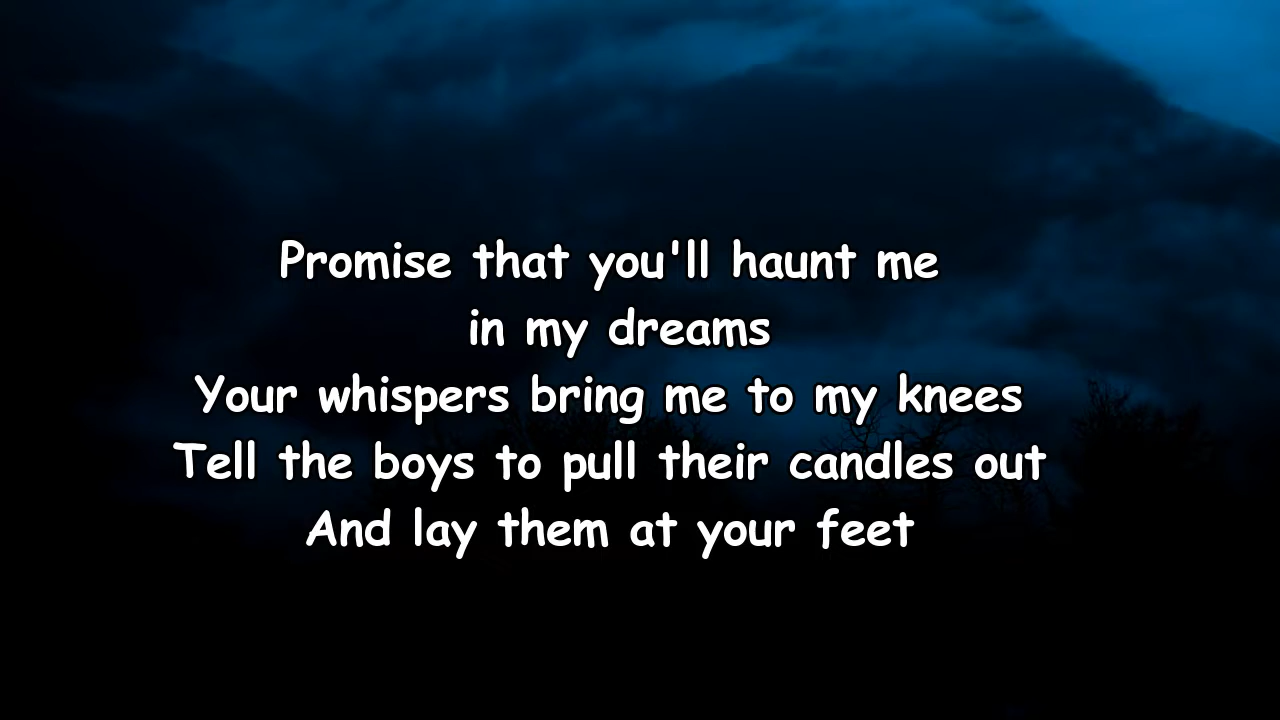 Promise that you'll haunt me
in my dreams
Your whispers bring me to my knees
Tell the boys to pull their candles out
And lay them at your feet